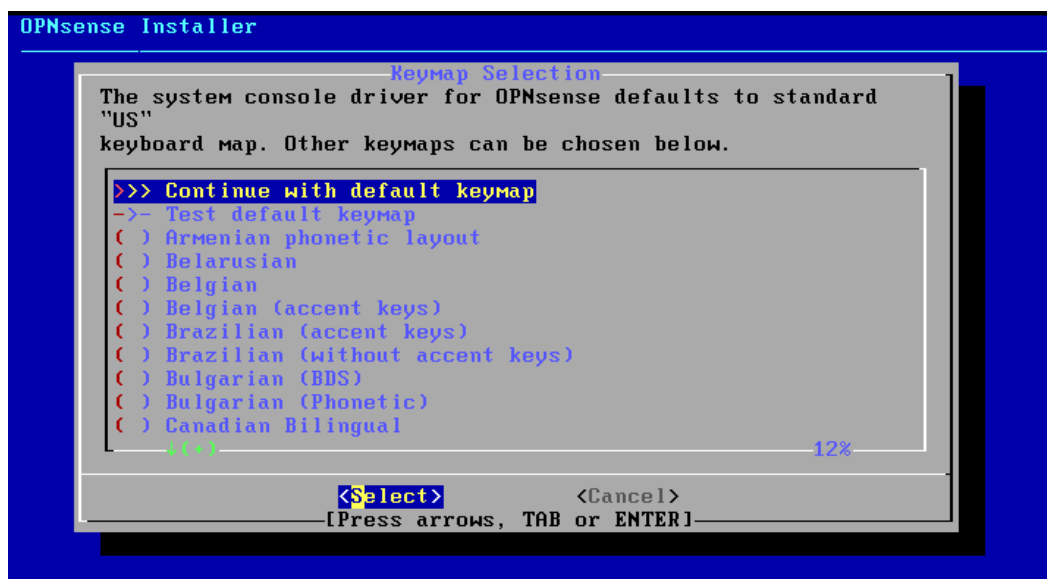 OPNsense Installer
Keymap Selection
The system console driver for OPNsense defaults to standard
"US"
keyboard map. Other keymaps can be chosen below.
>>> Continue with default keymap
->- Test default keymap
( ) Armenian phonetic layout
( ) Belarusian
( ) Belgian
( ) Belgian (accent keys)
( ) Brazilian (accent keys)
( ) Brazilian (without accent keys)
( ) Bulgarian (BDS)
( ) Bulgarian (Phonetic)
( ) Canadian Bilingual
↓(+) 12%
<Select> <Cancel>
[Press arrows, TAB or ENTER]